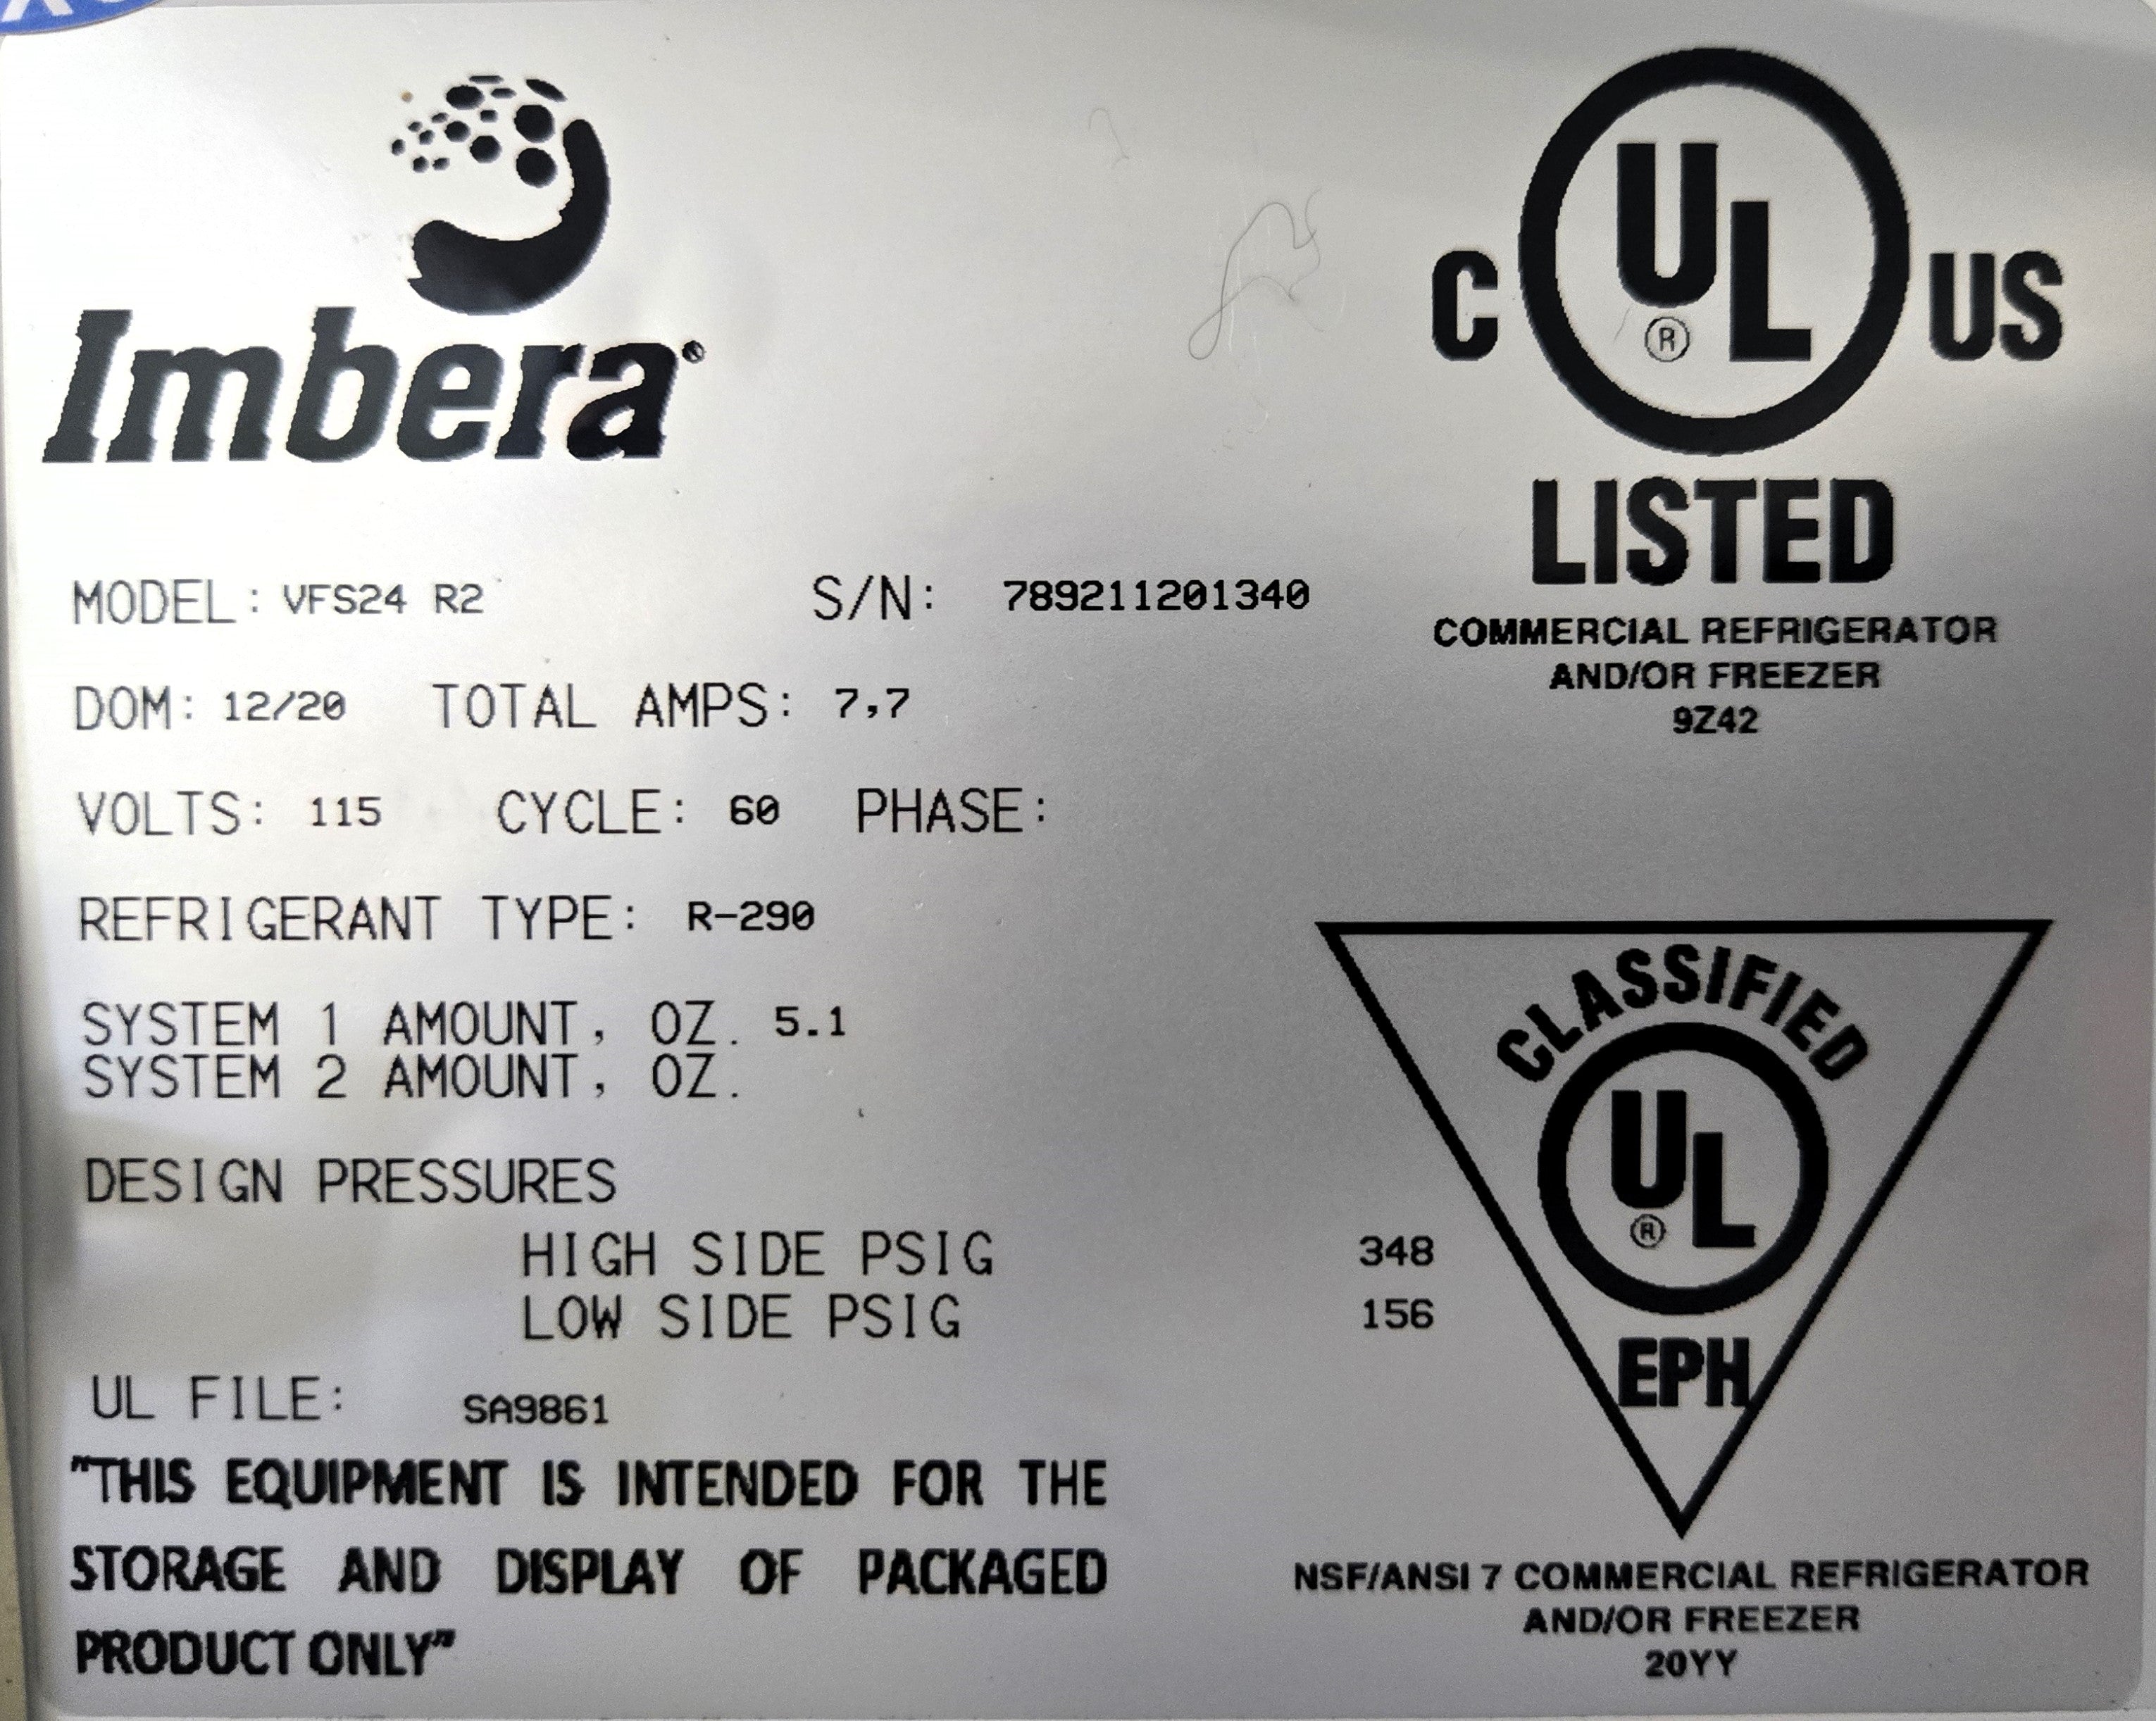 Imbera®
C UL® US
LISTED
COMMERCIAL REFRIGERATOR
AND/OR FREEZER
9Z42
MODEL: VFS24 R2 S/N: 789211201340
DOM: 12/20 TOTAL AMPS: 7,7
VOLTS: 115 CYCLE: 60 PHASE:
REFRIGERANT TYPE: R-290
SYSTEM 1 AMOUNT, OZ. 5.1
SYSTEM 2 AMOUNT, OZ.
DESIGN PRESSURES
HIGH SIDE PSIG 348
LOW SIDE PSIG 156
UL FILE: SA9861
"THIS EQUIPMENT IS INTENDED FOR THE
STORAGE AND DISPLAY OF PACKAGED
PRODUCT ONLY"
CLASSIFIED
UL®
EPH
NSF/ANSI 7 COMMERCIAL REFRIGERATOR
AND/OR FREEZER
20YY